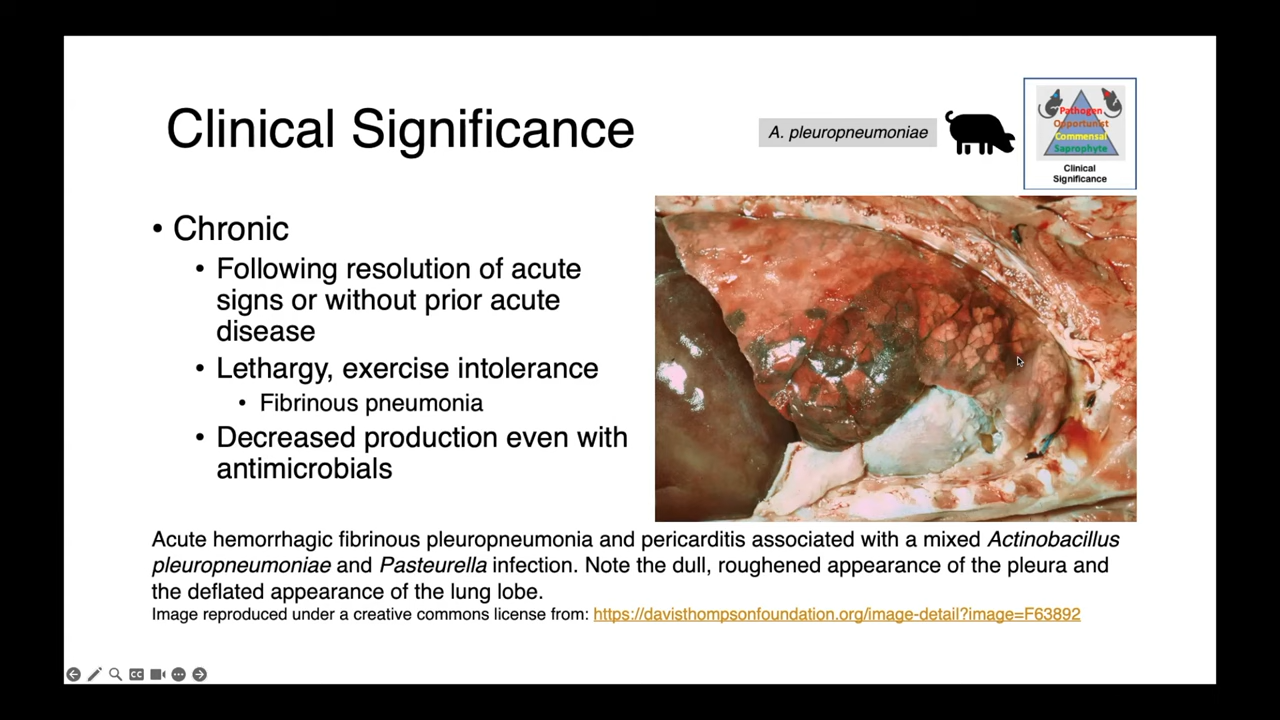 Clinical Significance
A. pleuropneumoniae
Pathogen
Opportunist
Commensal
Saprophyte
Clinical
Significance
• Chronic
• Following resolution of acute
signs or without prior acute
disease
• Lethargy, exercise intolerance
• Fibrinous pneumonia
• Decreased production even with
antimicrobials
Acute hemorrhagic fibrinous pleuropneumonia and pericarditis associated with a mixed Actinobacillus
pleuropneumoniae and Pasteurella infection. Note the dull, roughened appearance of the pleura and
the deflated appearance of the lung lobe.
Image reproduced under a creative commons license from: https://davisthompsonfoundation.org/image-detail?image=F63892
CC